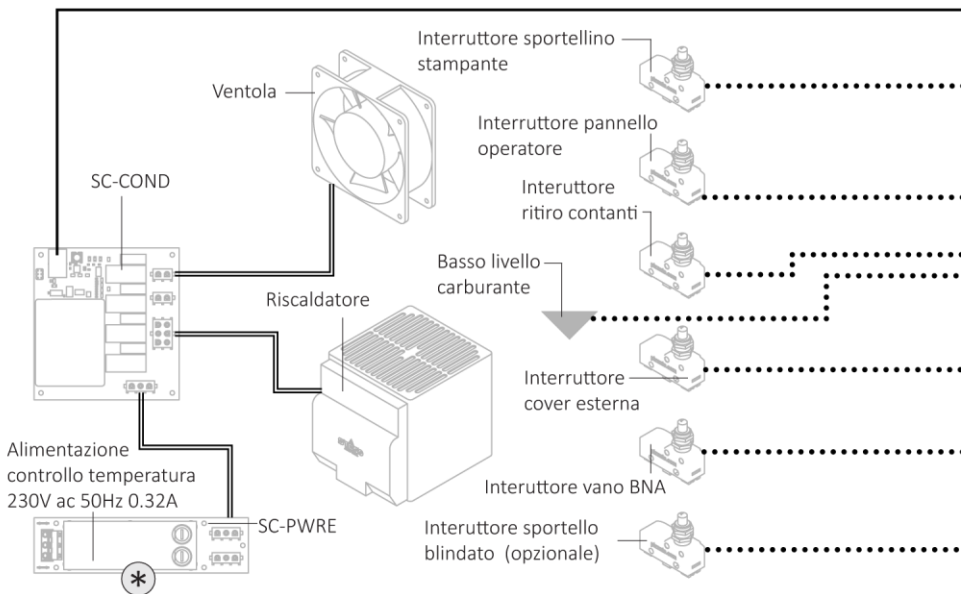 Interruttore sportellino
stampante
Ventola
Interruttore pannello
operatore
SC-COND
Interuttore
ritiro contanti
Basso livello
carburante
Riscaldatore
Interruttore
cover esterna
Alimentazione
controllo temperatura
230V ac 50Hz 0.32A
Interuttore vano BNA
SC-PWRE
Interuttore sportello
blindato (opzionale)
*